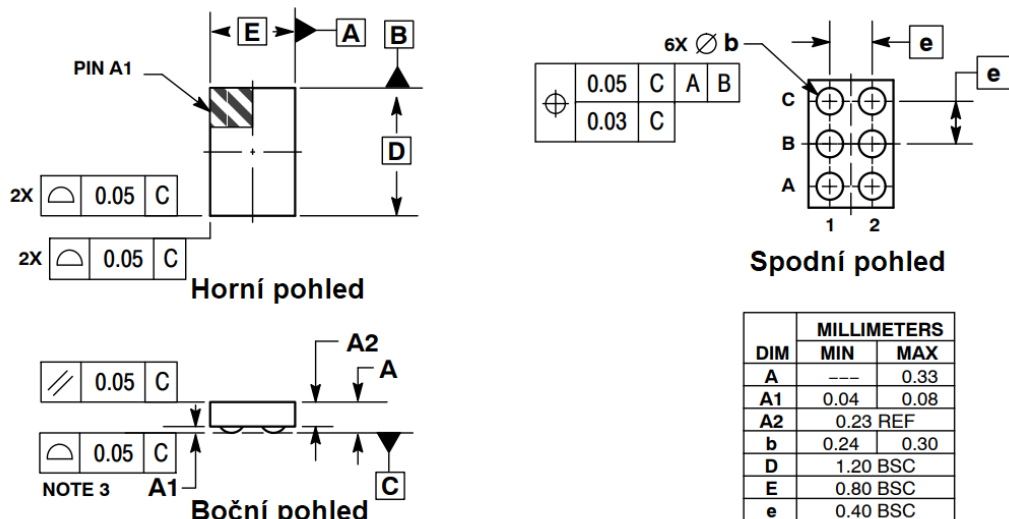 E A B
PIN A1
D
2X 0.05 C
2X 0.05 C
Horní pohled
6X ∅ b e
e
⌖ 0.05 C A B
0.03 C
C
B
A
1 2
Spodní pohled
A2
// 0.05 C A
0.05 C
NOTE 3 A1 C
Boční pohled
MILLIMETERS
DIM MIN MAX
A --- 0.33
A1 0.04 0.08
A2 0.23 REF
b 0.24 0.30
D 1.20 BSC
E 0.80 BSC
e 0.40 BSC